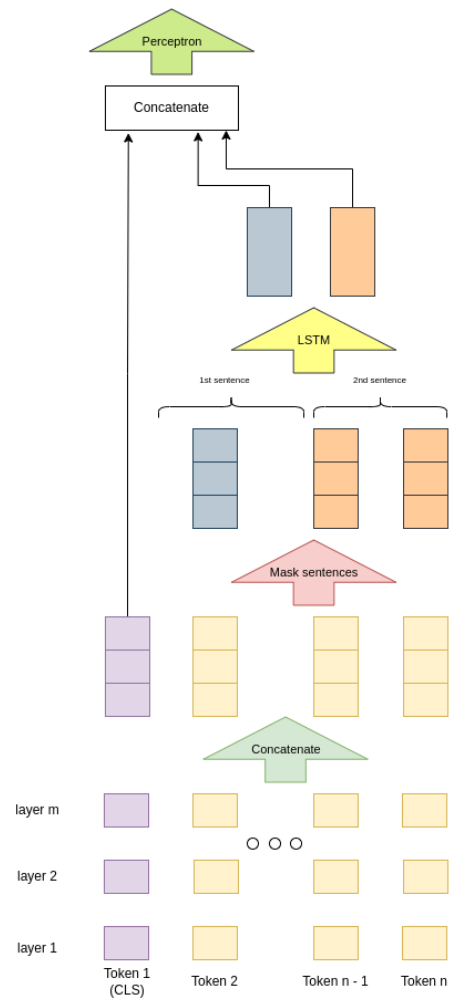 Perceptron
Concatenate
LSTM
1st sentence
2nd sentence
Mask sentences
Concatenate
layer m
layer 2
layer 1
Token 1
(CLS)
Token 2
Token n - 1
Token n